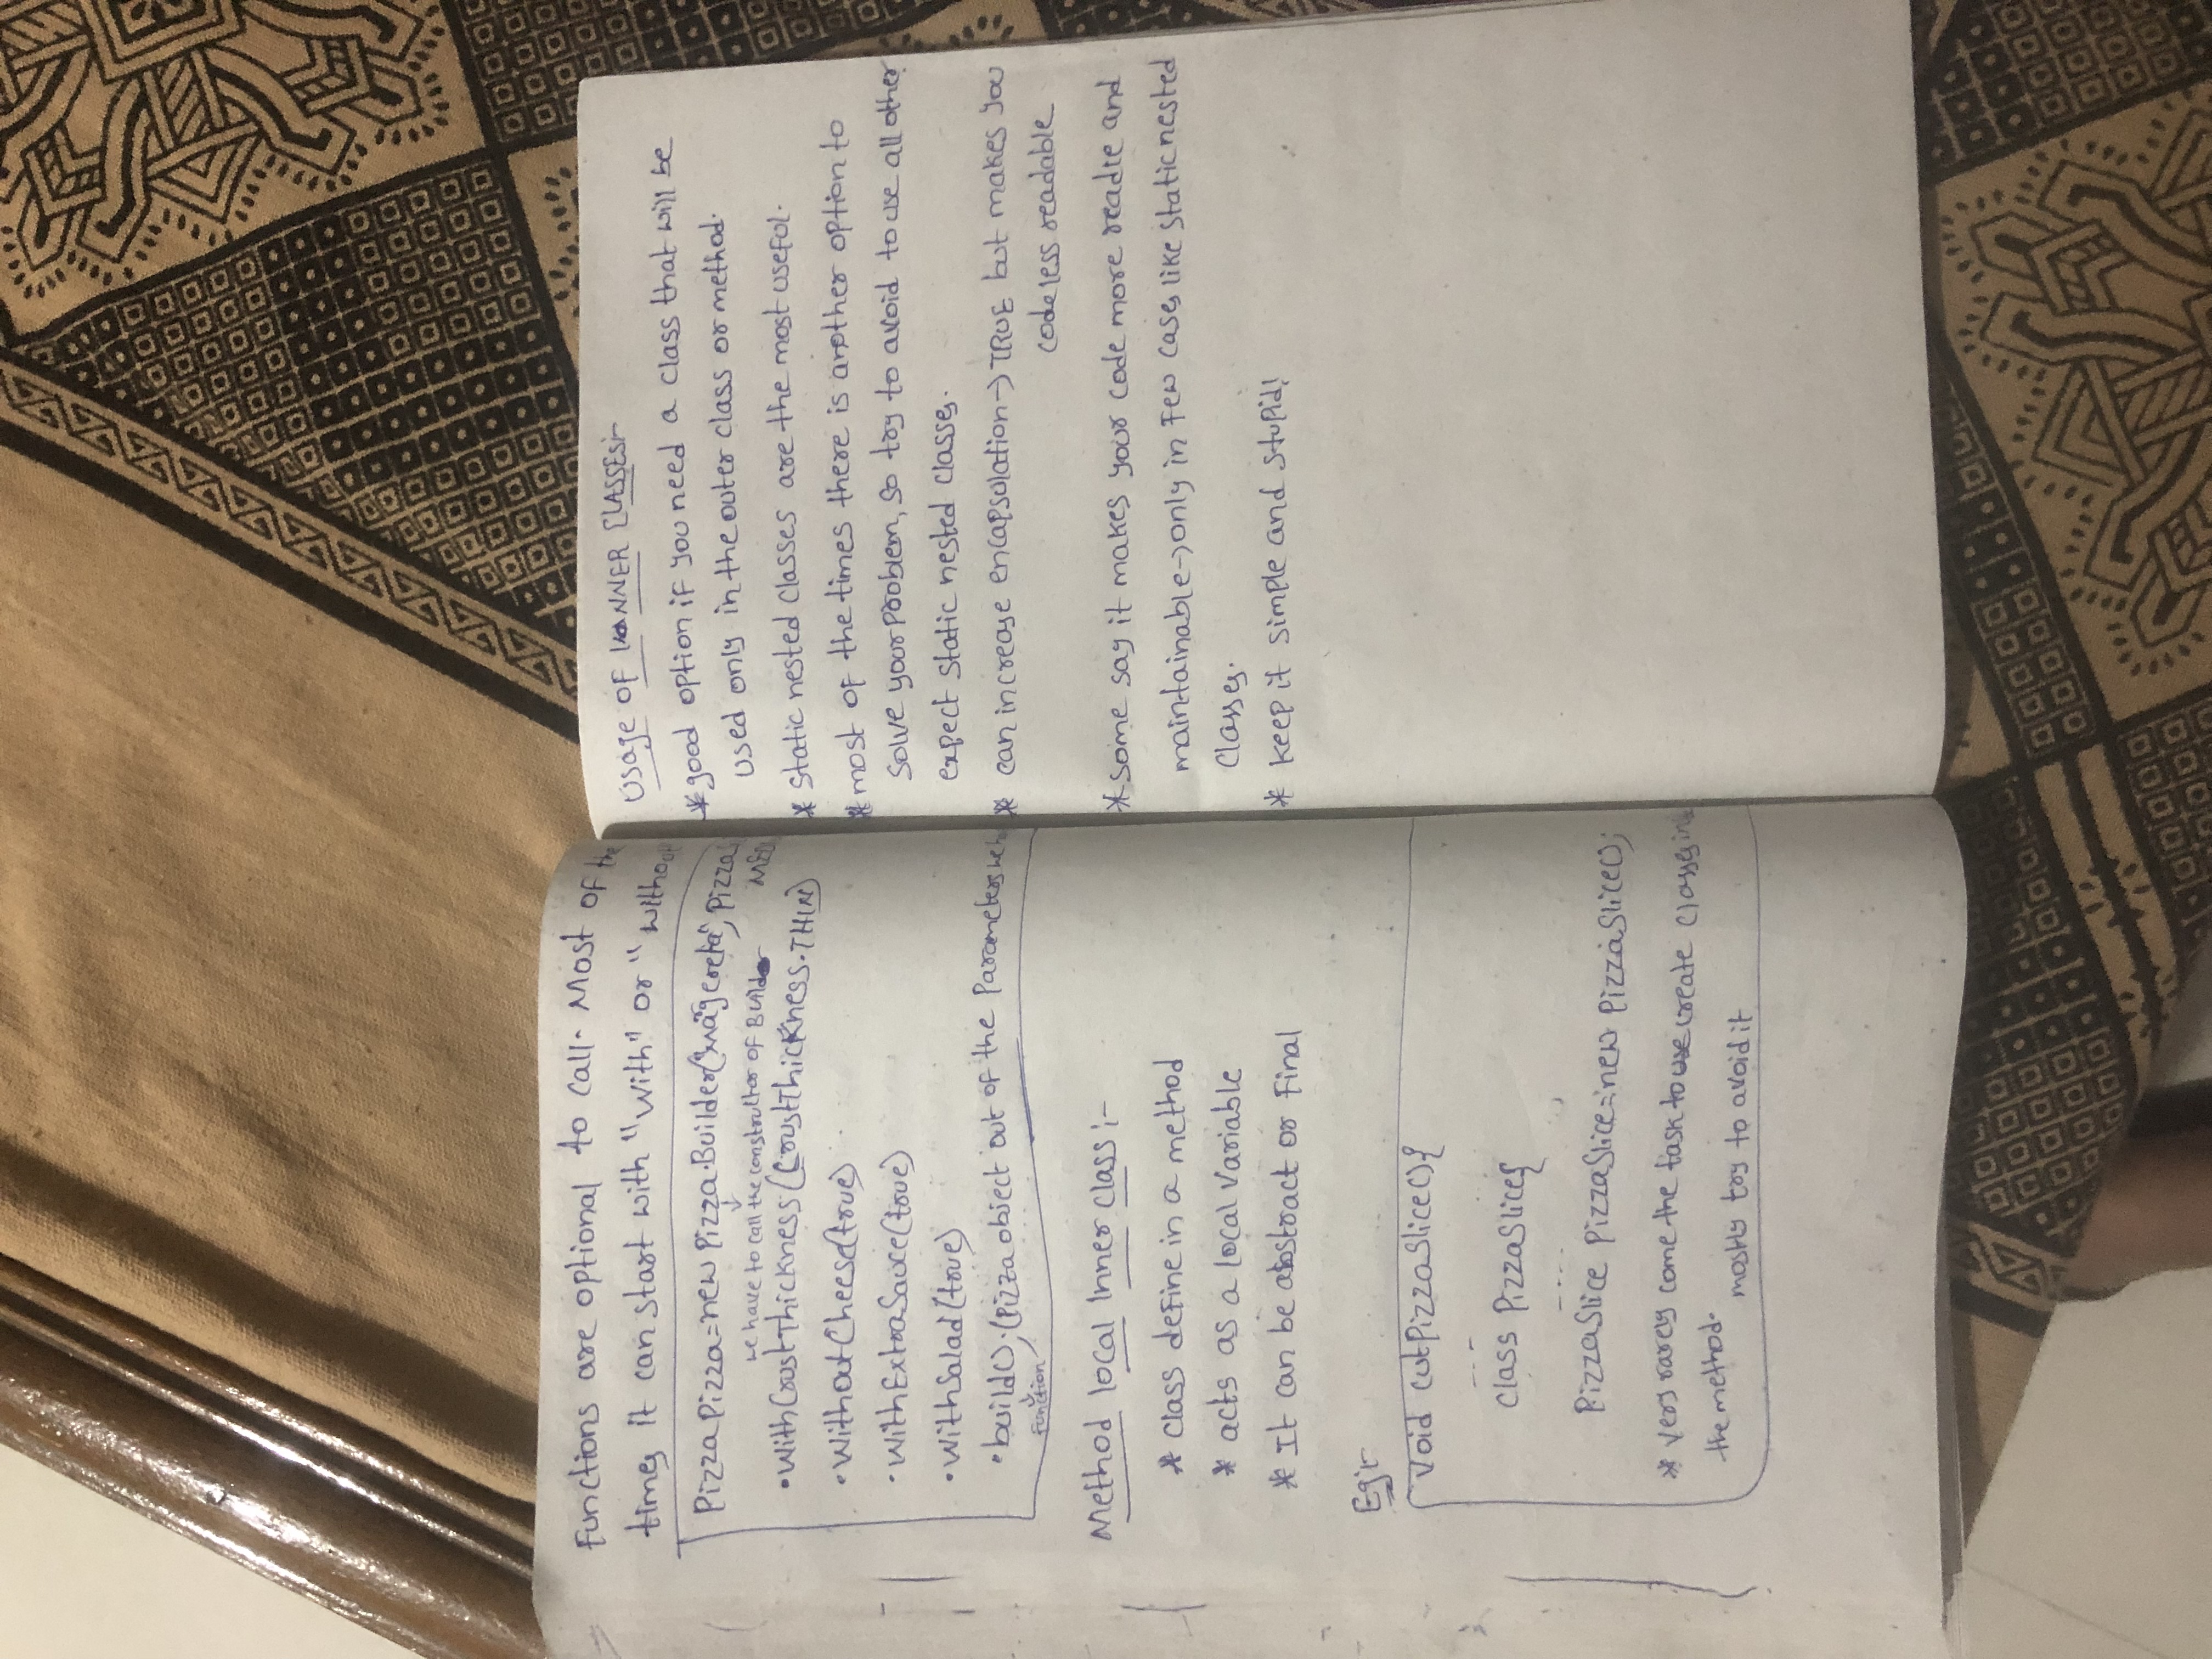 Functions are optional to call. Most of the
times it can start with "With" or "without
Pizza Pizza=new Pizza.Builder("Magereta", Pizza
we have to call the constructor of Builder
.WithCrustThickness(CrustThickness.THIN)
.WithoutCheese(true)
.WithExtraSauce(true)
.WithSalad(true)
.build(); (Pizza object out of the Parameters we
Function
Method local Inner class:-
* class define in a method
* acts as a local variable
* It can be abstract or Final
Eg:-
Void cutPizzaSlice(){
---
class PizzaSlice{
----
PizzaSlice PizzaSlice=new PizzaSlice();
* very rarely come the task to use create classes
the method.
mostly try to avoid it
Usage OF INNER CLASSES:-
* good option if you need a class that will be
used only in the outer class or method.
* Static nested classes are the most useful.
* most of the times there is another option to
solve your problem, so try to avoid to use all other
expect static nested classes.
* can increase encapsulation→ TRUE but makes you
code less readable
* Some say it makes your code more readle and
maintainable→only in Few cases like static nested
classes.
* keep it simple and stupid!